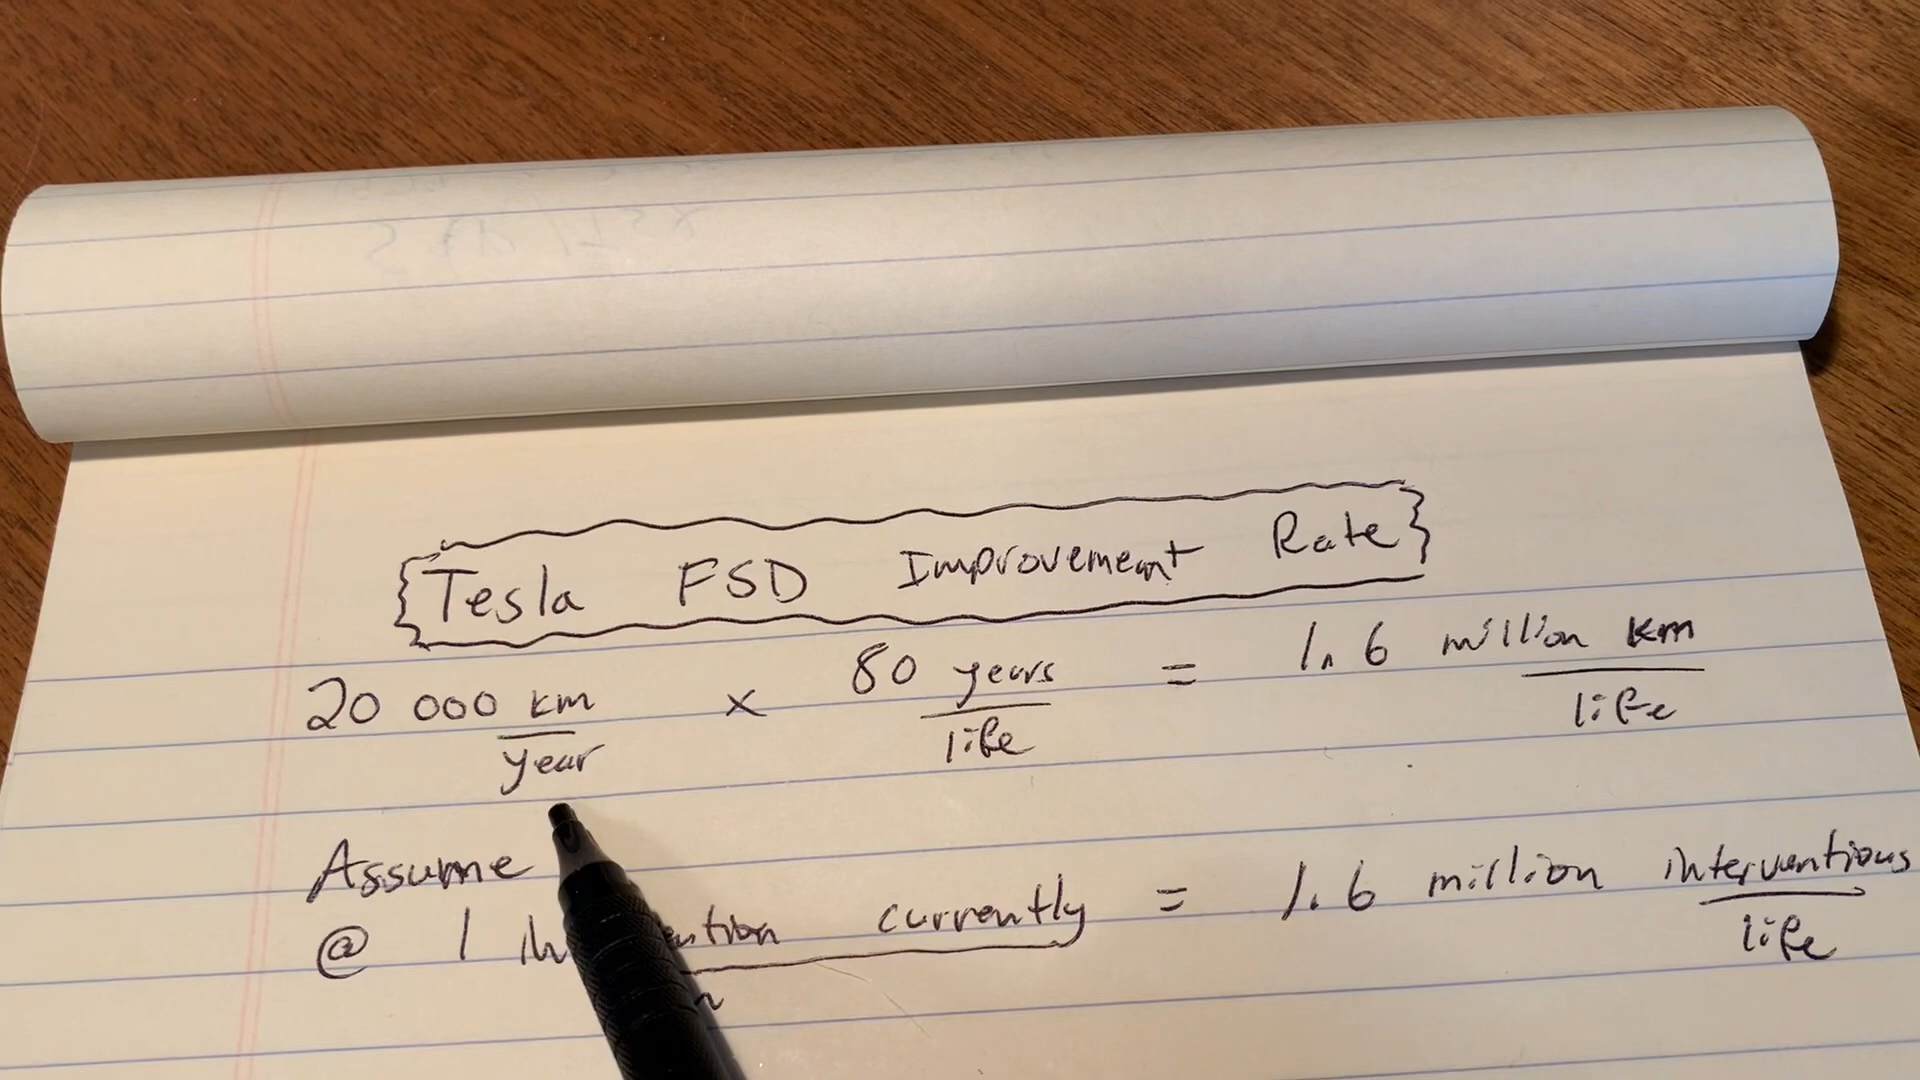 Tesla FSD Improvement Rate
20 000 km × 80 years = 1.6 million km
year life life
Assume
@ 1 currently = 1.6 million interventions
life